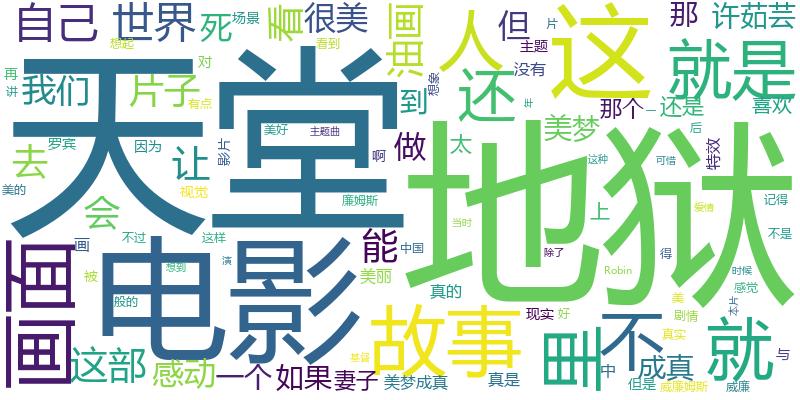 自己
世界
死
场景
看
很美
油画
人
但
这
那
许茹芸
想起
看到
想象
主题
片
没有
就是
天堂
再
讲
我们
片子
对
有点
到
还
那个
一
还是
喜欢
去
罗宾
因为
让
影片
美好
主题曲
啊
做
太
美梦
年
后
特效
地狱
美的
会
视觉
廉姆斯
上
这种
可惜
爱情
记得
画
不过
这样
能
中国
当时
除了
得
不是
画面
电影
被
般的
想到
演
美丽
真的
Robin
美
时候
感觉
故事
现实
好
不
剧情
本片
就
这部
感动
一个
如果
妻子
基督
美梦成真
真是
里
中
成真
真实
但是
威廉姆斯
威廉
与